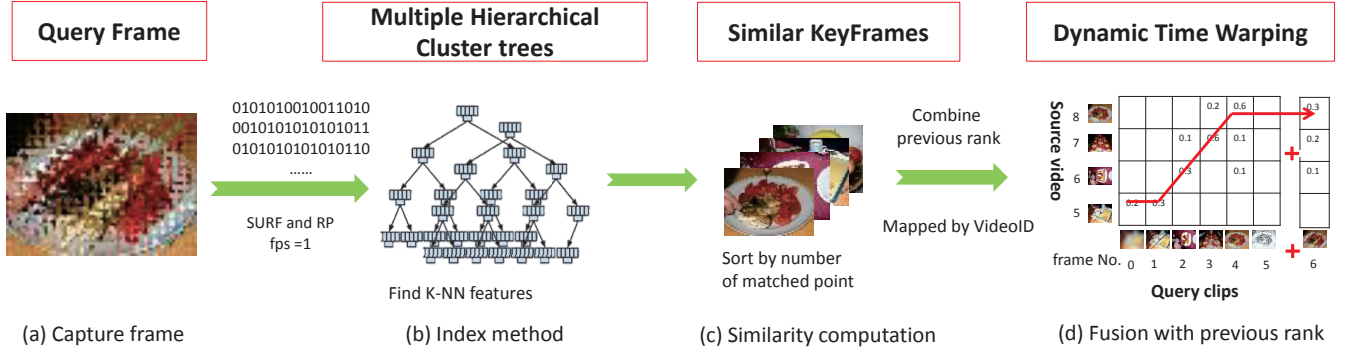 Query Frame
Multiple Hierarchical
Cluster trees
Similar KeyFrames
Dynamic Time Warping
0101010010011010
0010101010101011
0101010101010110
......
SURF and RP
fps =1
Find K-NN features
Sort by number
of matched point
Combine
previous rank
Mapped by VideoID
Source video
8
7
6
5
0.2
0.6
0.3
0.1
0.6
0.1
0.2
0.3
0.1
0.1
0.2
0.3
+
+
frame No.
0
1
2
3
4
5
6
Query clips
(a) Capture frame
(b) Index method
(c) Similarity computation
(d) Fusion with previous rank